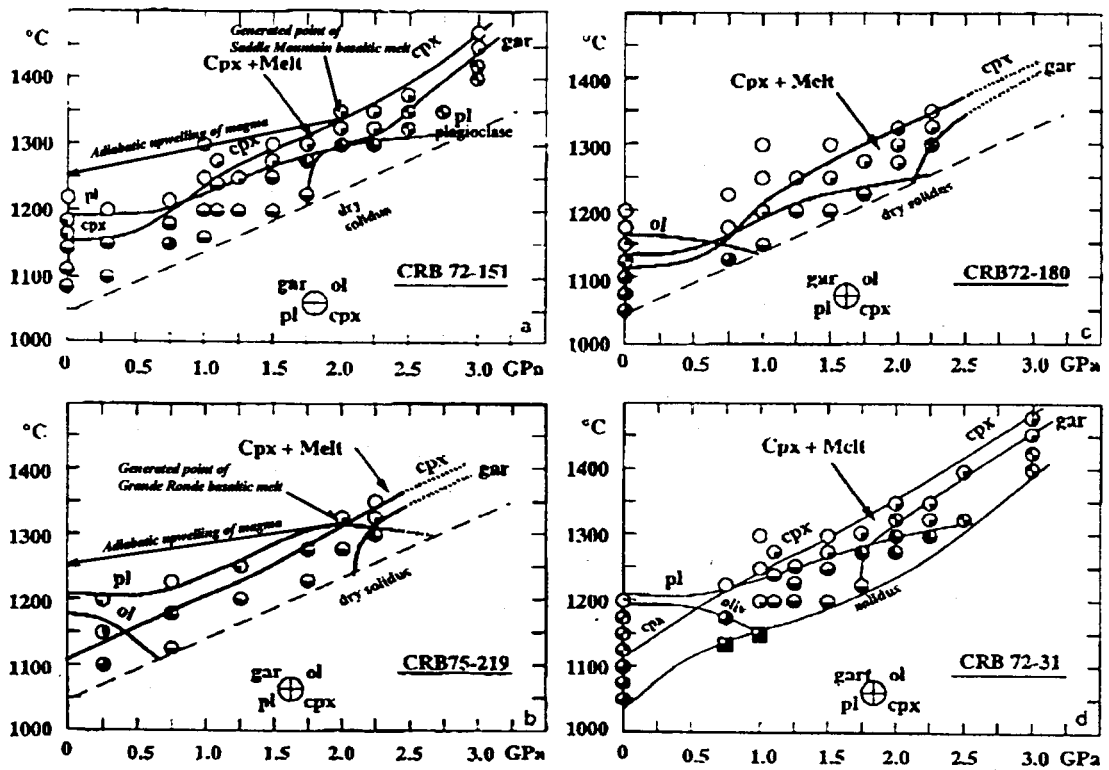 °C
1400
1300
1200
1100
1000
Generated point of
Saddle Mountain basaltic melt
Cpx + Melt
cpx
gar
pl
plagioclase
Adiabatic upwelling of magma
cpx
pl
cpx
dry
solidus
CRB 72-151
gar ol
pl cpx
a
0 0.5 1.0 1.5 2.0 2.5 3.0 GPa
°C
1400
1300
1200
1100
1000
Cpx + Melt
cpx
gar
ol
dry solidus
CRB72-180
gar ol
pl cpx
c
0 0.5 1.0 1.5 2.0 2.5 3.0 GPa
°C
1400
1300
1200
1100
1000
Cpx + Melt
Generated point of
Grande Ronde basaltic melt
cpx
gar
Adiabatic upwelling of magma
pl
ol
dry solidus
CRB75-219
gar ol
pl cpx
b
0 0.5 1.0 1.5 2.0 2.5 3.0 GPa
°C
1400
1300
1200
1100
1000
Cpx + Melt
cpx
gar
cpx
pl
cpx
oliv
solidus
CRB 72-31
gart ol
pl cpx
d
0 0.5 1.0 1.5 2.0 2.5 3.0 GPa